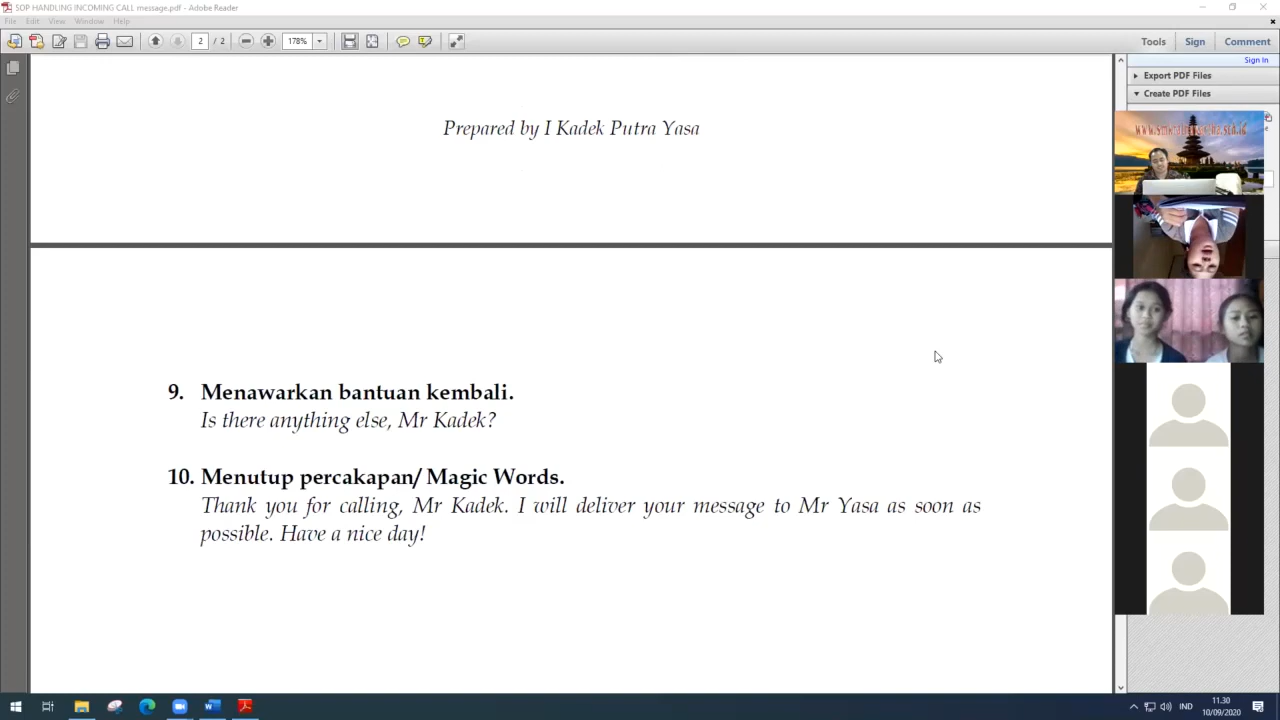 SOP HANDLING INCOMING CALL message.pdf - Adobe Reader
File Edit View Window Help
2 / 2 178% Tools Sign Comment
Sign In
Export PDF Files
Create PDF Files
Prepared by I Kadek Putra Yasa
9. Menawarkan bantuan kembali.
Is there anything else, Mr Kadek?
10. Menutup percakapan/ Magic Words.
Thank you for calling, Mr Kadek. I will deliver your message to Mr Yasa as soon as
possible. Have a nice day!
IND
11.30
10/09/2020